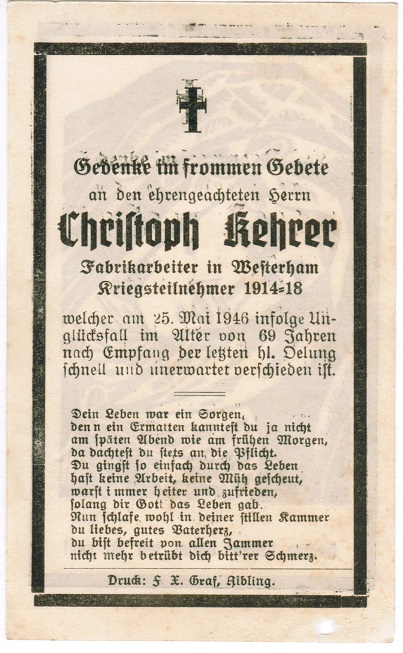 Gedenke im frommen Gebete
an den ehrengeachteten Herrn
Christoph Kehrer
Fabrikarbeiter in Westerham
Kriegsteilnehmer 1914-18
welcher am 25. Mai 1946 infolge Un-
glücksfall im Alter von 69 Jahren
nach Empfang der letzten hl. Oelung
schnell und unerwartet verschieden ist.
Dein Leben war ein Sorgen,
denn ein Ermatten kanntest du ja nicht
am späten Abend wie am frühen Morgen,
da dachtest du stets an die Pflicht.
Du gingst so einfach durch das Leben
hast keine Arbeit, keine Müh gescheut,
warst immer heiter und zufrieden,
solang dir Gott das Leben gab.
Nun schlafe wohl in deiner stillen Kammer
du liebes, gutes Vaterherz,
du bist befreit von allen Jammer
nicht mehr betrübt dich bitt'rer Schmerz.
Druck: F. X. Graf, Aibling.